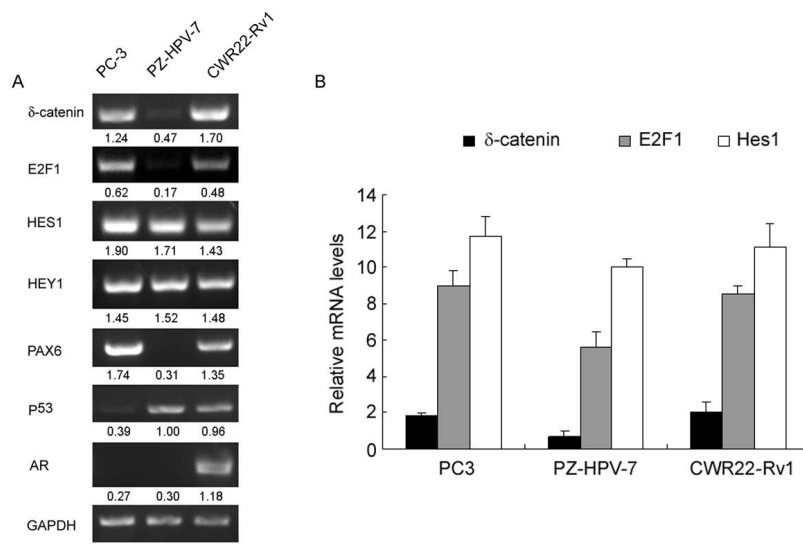 PC-3 PZ-HPV-7 CWR22-Rv1
A
δ-catenin
1.24 0.47 1.70
E2F1
0.62 0.17 0.48
HES1
1.90 1.71 1.43
HEY1
1.45 1.52 1.48
PAX6
1.74 0.31 1.35
P53
0.39 1.00 0.96
AR
0.27 0.30 1.18
GAPDH
B
δ-catenin E2F1 Hes1
Relative mRNA levels
14
12
10
8
6
4
2
0
PC3 PZ-HPV-7 CWR22-Rv1